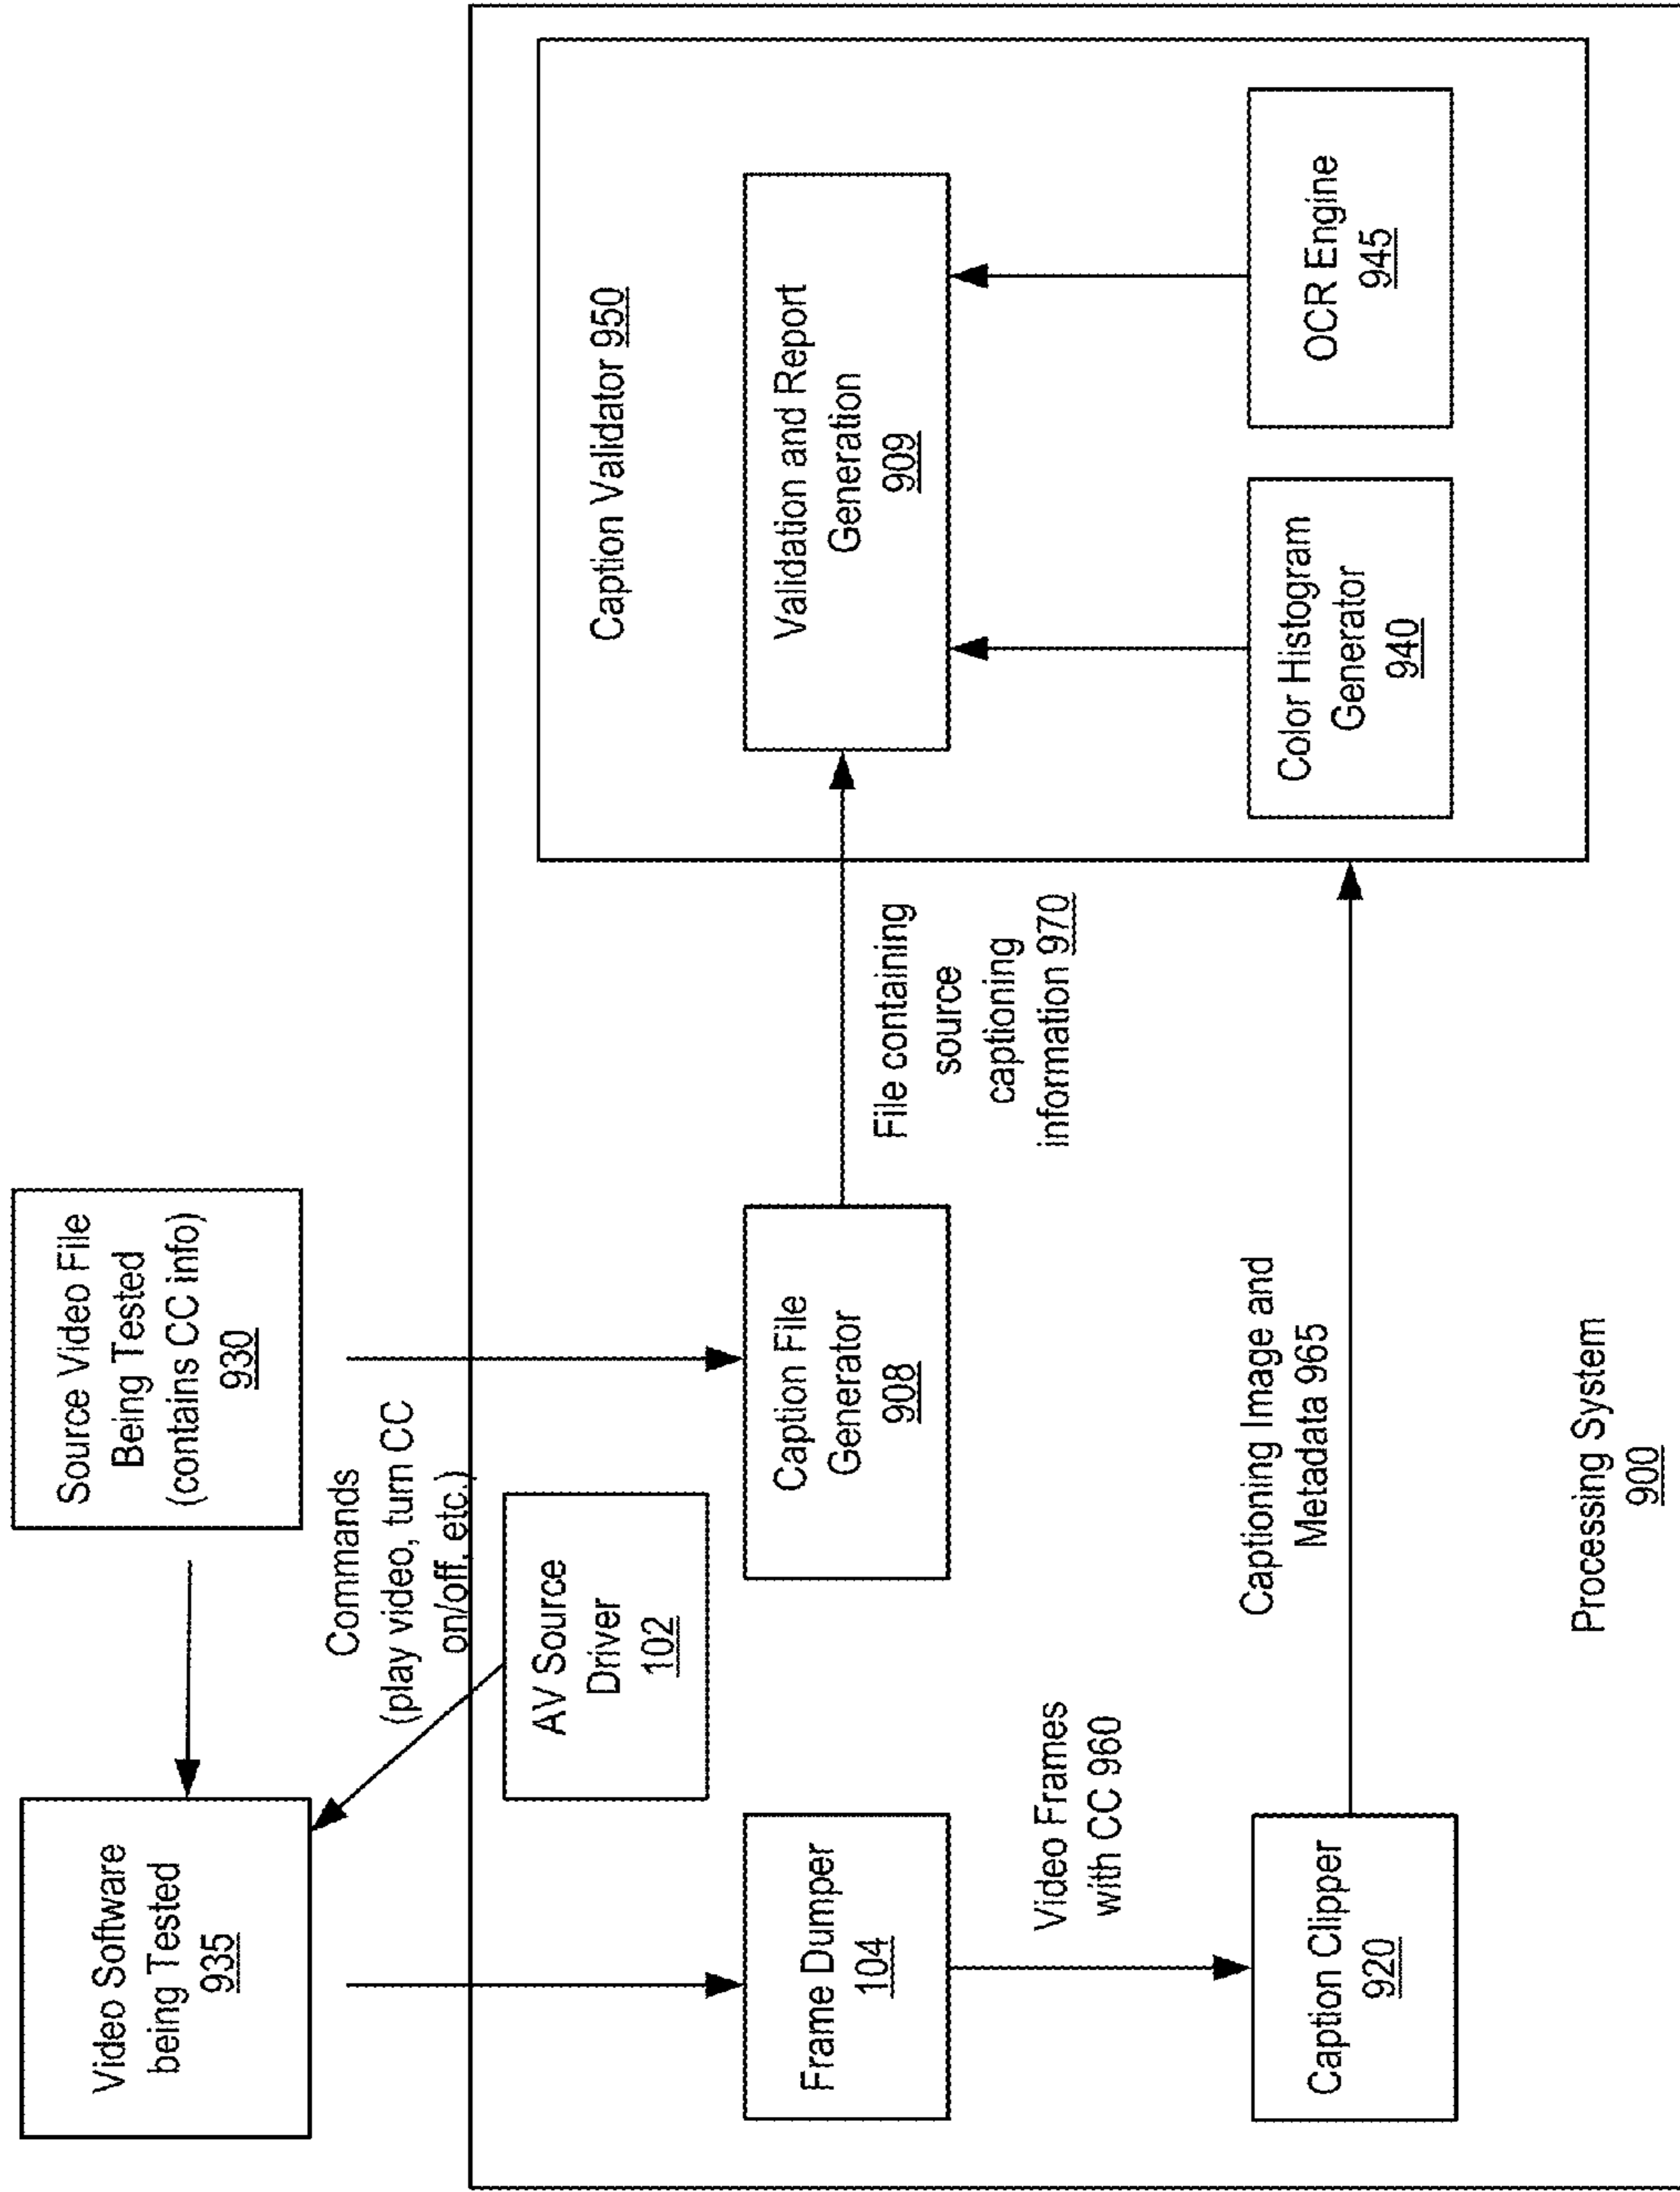 Video Software
being Tested
935
Source Video File
Being Tested
(contains CC info)
930
Commands
(play video, turn CC
on/off, etc.)
AV Source
Driver
102
Frame Dumper
104
Caption File
Generator
908
Caption Validator 950
Validation and Report
Generation
909
File containing
source
captioning
information 970
Video Frames
with CC 960
Caption Clipper
920
Captioning Image and
Metadata 965
Color Histogram
Generator
940
OCR Engine
945
Processing System
900